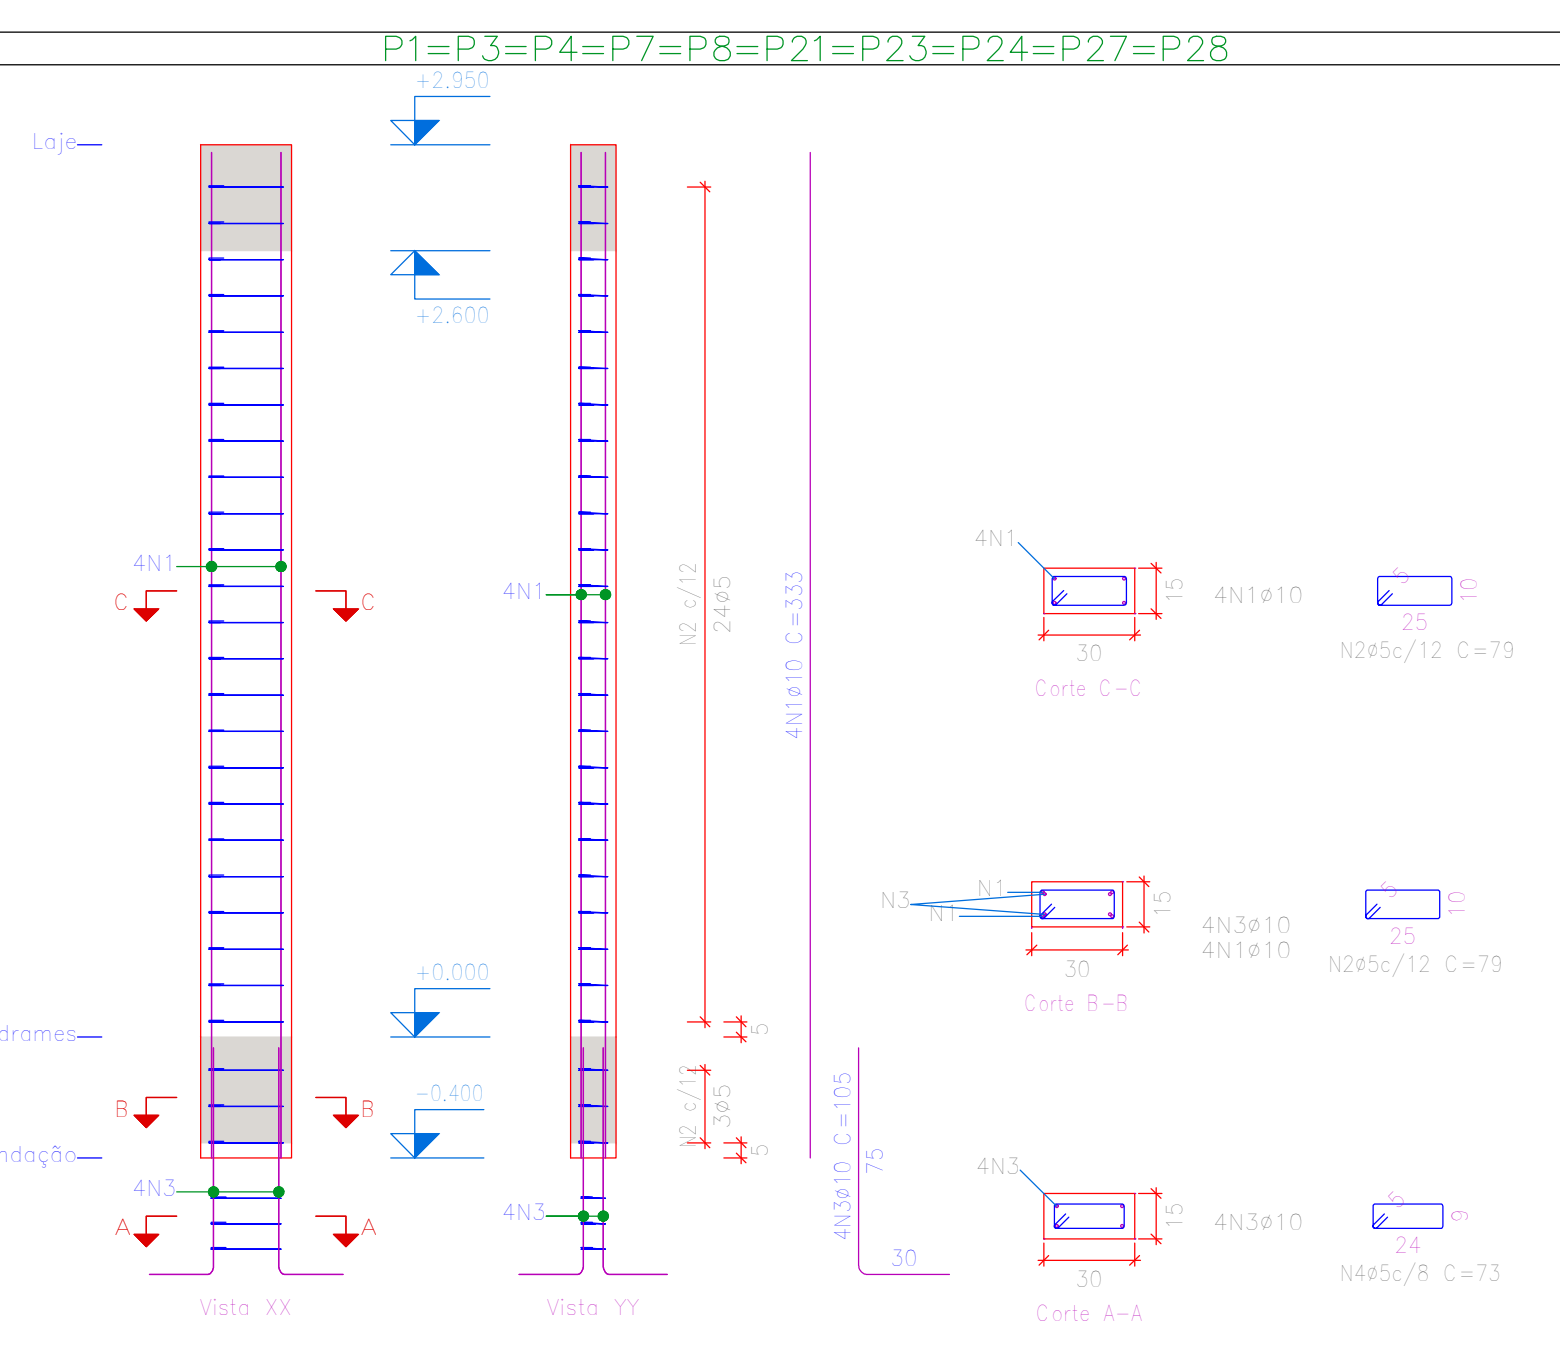 P1=P3=P4=P7=P8=P21=P23=P24=P27=P28
+2.950
Laje
+2.600
4N1
C
C
4N1
N2 c/12
24ø5
4N1ø10 C=333
4N1
15
30
4N1ø10
Corte C-C
5
10
25
N2ø5c/12 C=79
N1
N3
N1
15
30
4N3ø10
4N1ø10
Corte B-B
5
10
25
N2ø5c/12 C=79
+0.000
drames
5
-0.400
B
B
N2 c/12
3ø5
5
ndação
4N3
4N3
A
A
4N3ø10 C=105
75
30
4N3
15
30
4N3ø10
Corte A-A
5
9
24
N4ø5c/8 C=73
Vista XX
Vista YY